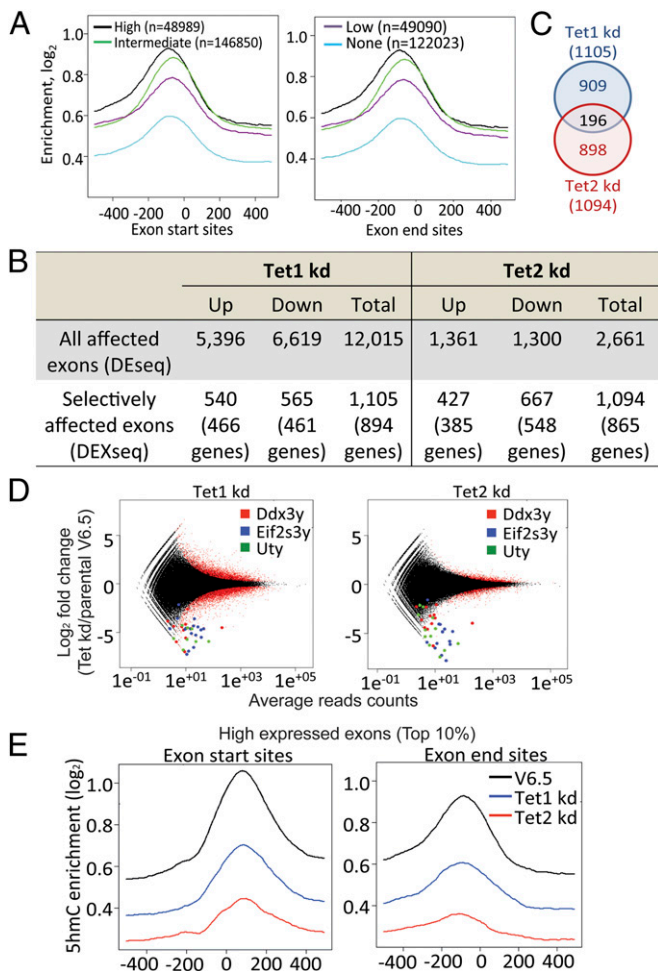 A
High (n=48989)
Intermediate (n=146850)
Low (n=49090)
None (n=122023)
Enrichment, log2
1.0
0.8
0.6
0.4
-400 -200 0 200 400
Exon start sites
1.0
0.8
0.6
0.4
-400 -200 0 200 400
Exon end sites
C
Tet1 kd
(1105)
909
196
898
Tet2 kd
(1094)
B
Tet1 kd Tet2 kd
Up Down Total Up Down Total
All affected exons (DEseq) 5,396 6,619 12,015 1,361 1,300 2,661
Selectively affected exons (DEXseq) 540 (466 genes) 565 (461 genes) 1,105 (894 genes) 427 (385 genes) 667 (548 genes) 1,094 (865 genes)
D
Tet1 kd
Ddx3y
Eif2s3y
Uty
Log2 fold change
(Tet kd/parental V6.5)
5
0
-5
1e-01 1e+01 1e+03 1e+05
Tet2 kd
Ddx3y
Eif2s3y
Uty
5
0
-5
1e-01 1e+01 1e+03 1e+05
Average reads counts
E
High expressed exons (Top 10%)
Exon start sites
5hmC enrichment (log2)
1.0
0.8
0.6
0.4
-400 -200 0 200 400
Exon end sites
V6.5
Tet1 kd
Tet2 kd
1.0
0.8
0.6
0.4
-400 -200 0 200 400